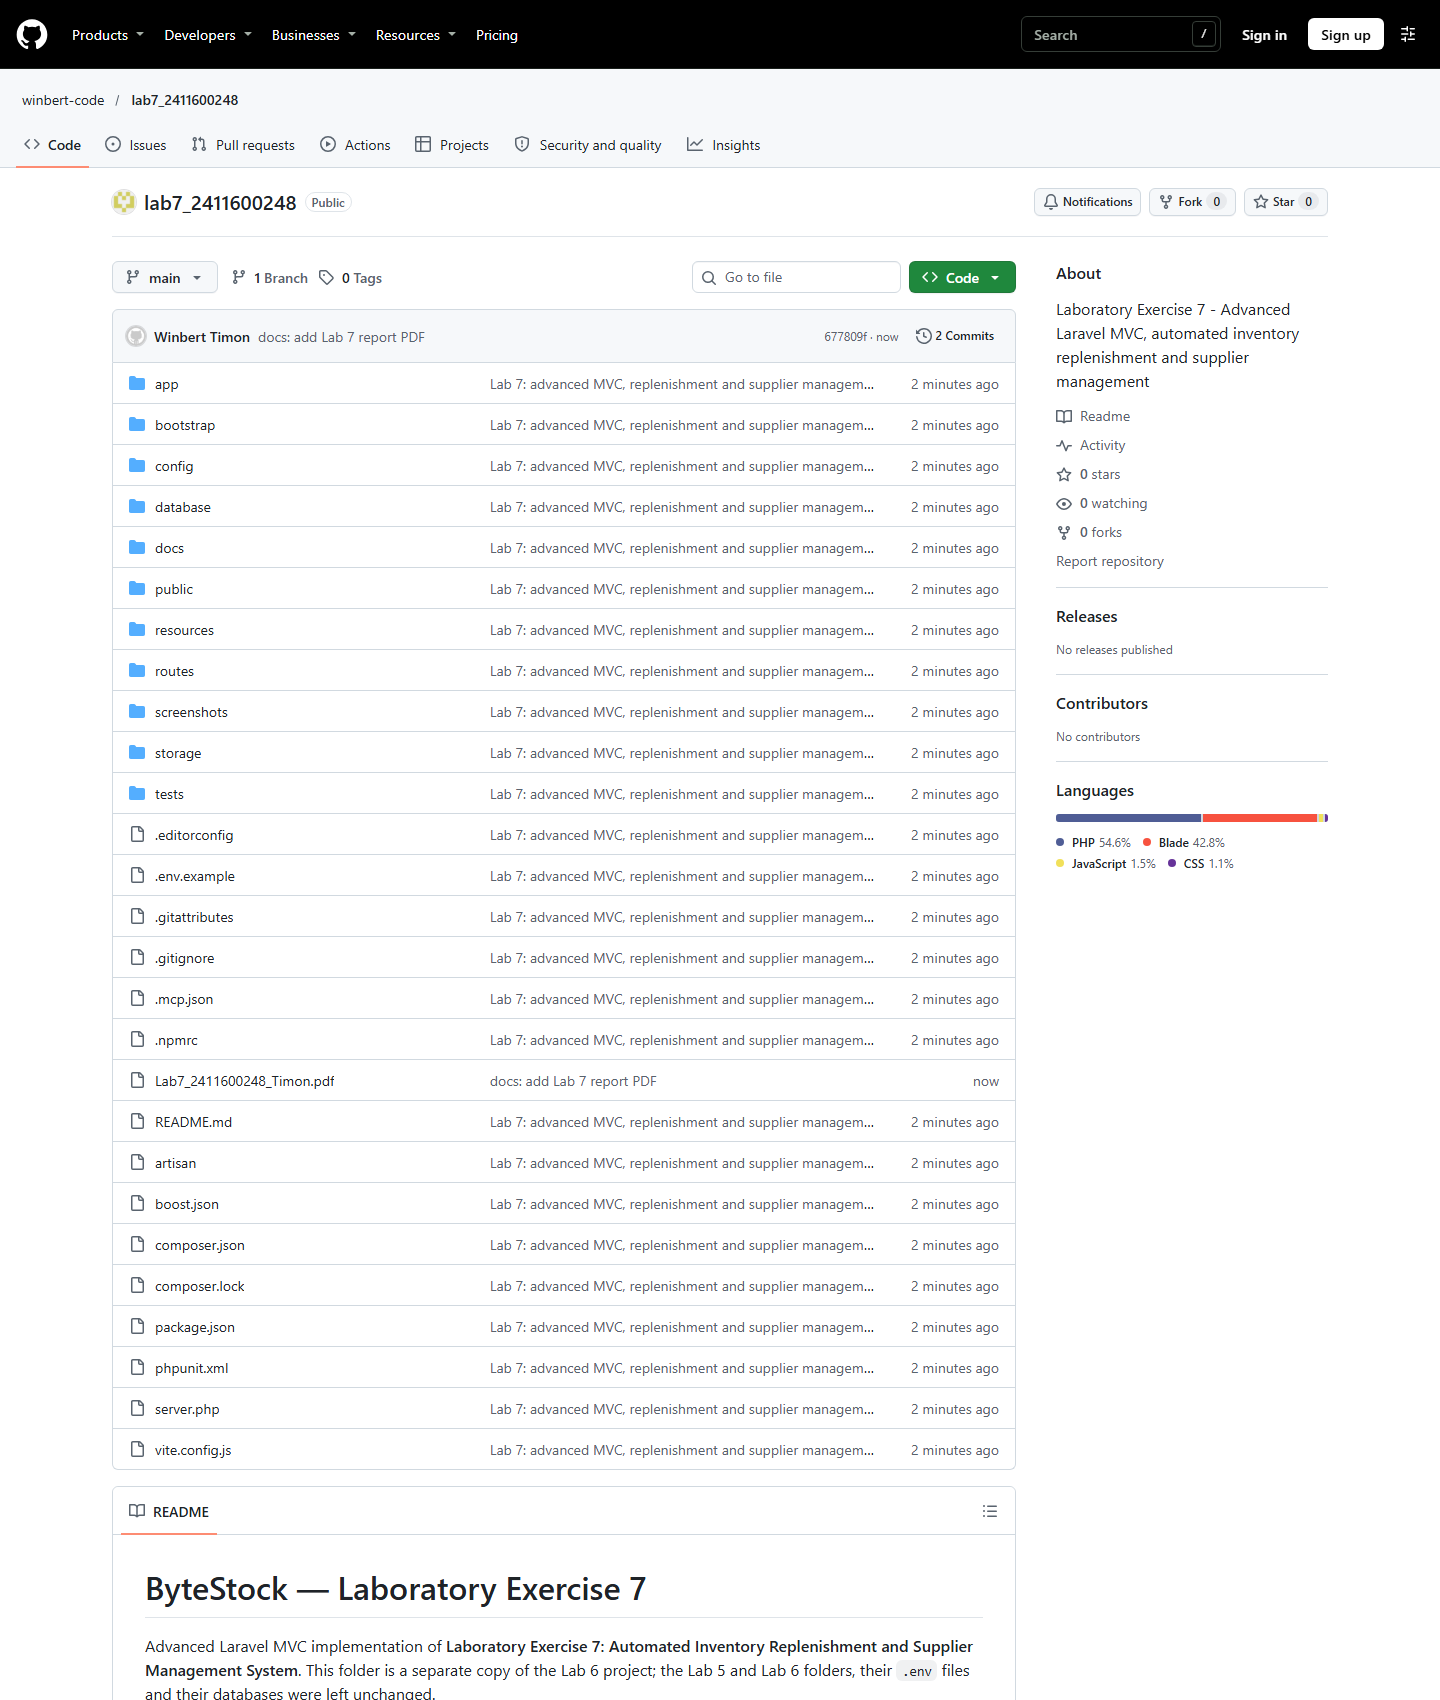 Products Developers Businesses Resources Pricing Search / Sign in Sign up
winbert-code / lab7_2411600248
Code Issues Pull requests Actions Projects Security and quality Insights
lab7_2411600248 Public Notifications Fork 0 Star 0
main 1 Branch 0 Tags Go to file Code
Winbert Timon docs: add Lab 7 report PDF 677809f · now 2 Commits
app Lab 7: advanced MVC, replenishment and supplier managem... 2 minutes ago
bootstrap Lab 7: advanced MVC, replenishment and supplier managem... 2 minutes ago
config Lab 7: advanced MVC, replenishment and supplier managem... 2 minutes ago
database Lab 7: advanced MVC, replenishment and supplier managem... 2 minutes ago
docs Lab 7: advanced MVC, replenishment and supplier managem... 2 minutes ago
public Lab 7: advanced MVC, replenishment and supplier managem... 2 minutes ago
resources Lab 7: advanced MVC, replenishment and supplier managem... 2 minutes ago
routes Lab 7: advanced MVC, replenishment and supplier managem... 2 minutes ago
screenshots Lab 7: advanced MVC, replenishment and supplier managem... 2 minutes ago
storage Lab 7: advanced MVC, replenishment and supplier managem... 2 minutes ago
tests Lab 7: advanced MVC, replenishment and supplier managem... 2 minutes ago
.editorconfig Lab 7: advanced MVC, replenishment and supplier managem... 2 minutes ago
.env.example Lab 7: advanced MVC, replenishment and supplier managem... 2 minutes ago
.gitattributes Lab 7: advanced MVC, replenishment and supplier managem... 2 minutes ago
.gitignore Lab 7: advanced MVC, replenishment and supplier managem... 2 minutes ago
.mcp.json Lab 7: advanced MVC, replenishment and supplier managem... 2 minutes ago
.npmrc Lab 7: advanced MVC, replenishment and supplier managem... 2 minutes ago
Lab7_2411600248_Timon.pdf docs: add Lab 7 report PDF now
README.md Lab 7: advanced MVC, replenishment and supplier managem... 2 minutes ago
artisan Lab 7: advanced MVC, replenishment and supplier managem... 2 minutes ago
boost.json Lab 7: advanced MVC, replenishment and supplier managem... 2 minutes ago
composer.json Lab 7: advanced MVC, replenishment and supplier managem... 2 minutes ago
composer.lock Lab 7: advanced MVC, replenishment and supplier managem... 2 minutes ago
package.json Lab 7: advanced MVC, replenishment and supplier managem... 2 minutes ago
phpunit.xml Lab 7: advanced MVC, replenishment and supplier managem... 2 minutes ago
server.php Lab 7: advanced MVC, replenishment and supplier managem... 2 minutes ago
vite.config.js Lab 7: advanced MVC, replenishment and supplier managem... 2 minutes ago
README
ByteStock — Laboratory Exercise 7
Advanced Laravel MVC implementation of Laboratory Exercise 7: Automated Inventory Replenishment and Supplier
Management System. This folder is a separate copy of the Lab 6 project; the Lab 5 and Lab 6 folders, their .env files
and their databases were left unchanged.
About
Laboratory Exercise 7 - Advanced
Laravel MVC, automated inventory
replenishment and supplier
management
Readme
Activity
0 stars
0 watching
0 forks
Report repository
Releases
No releases published
Contributors
No contributors
Languages
PHP 54.6% Blade 42.8%
JavaScript 1.5% CSS 1.1%